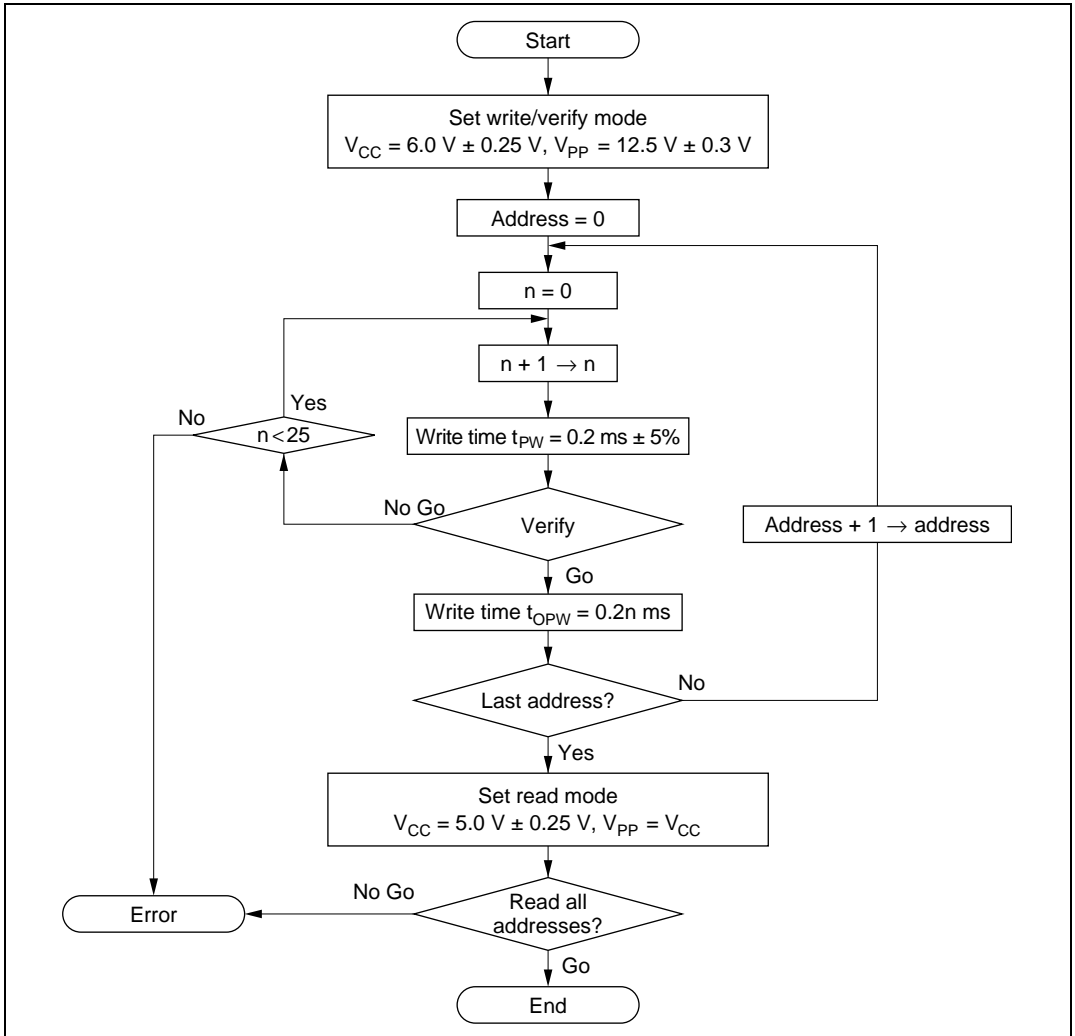 Start
Set write/verify mode
VCC = 6.0 V ± 0.25 V, VPP = 12.5 V ± 0.3 V
Address = 0
n = 0
n + 1 → n
No
Yes
n < 25
Write time tPW = 0.2 ms ± 5%
No Go
Verify
Address + 1 → address
Go
Write time tOPW = 0.2n ms
Last address?
No
Yes
Set read mode
VCC = 5.0 V ± 0.25 V, VPP = VCC
No Go
Read all
addresses?
Error
Go
End